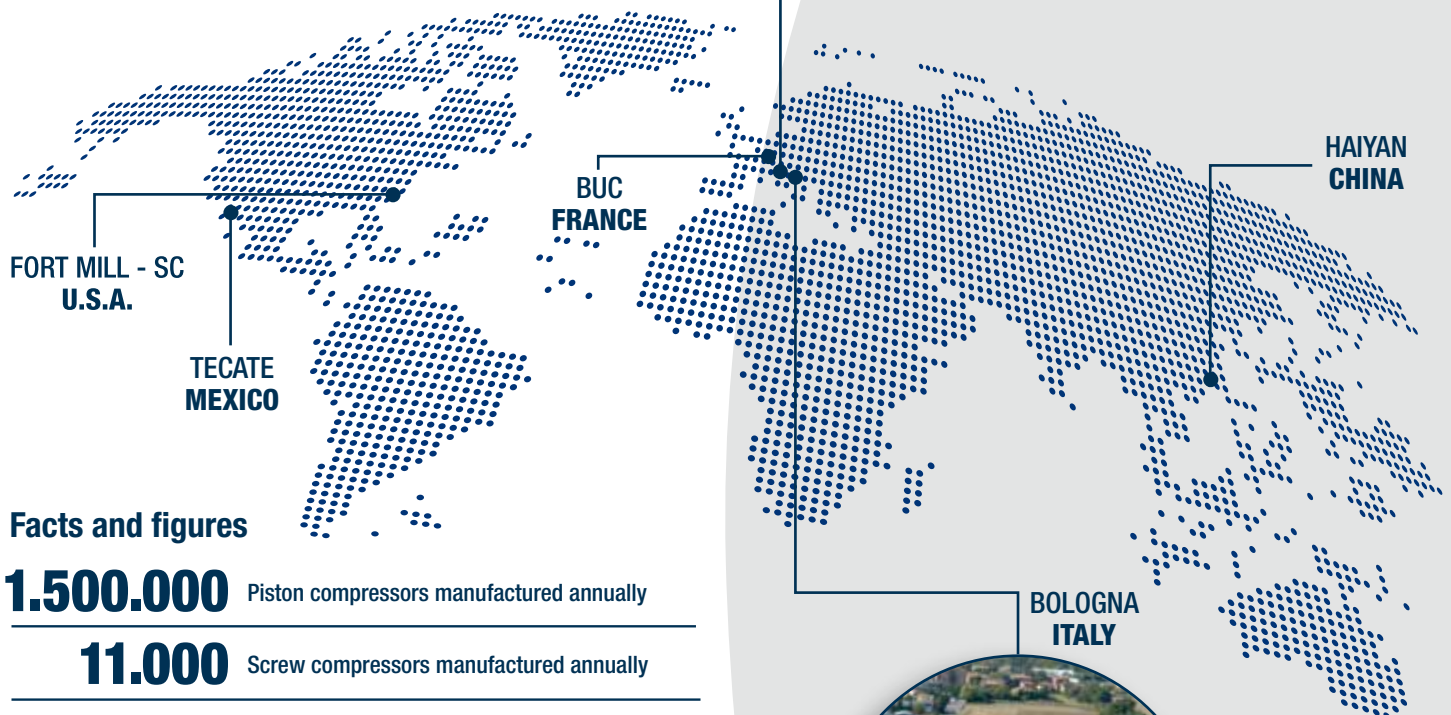 HAIYAN
CHINA
BUC
FRANCE
FORT MILL - SC
U.S.A.
TECATE
MEXICO
Facts and figures
1.500.000 Piston compressors manufactured annually
11.000 Screw compressors manufactured annually
BOLOGNA
ITALY